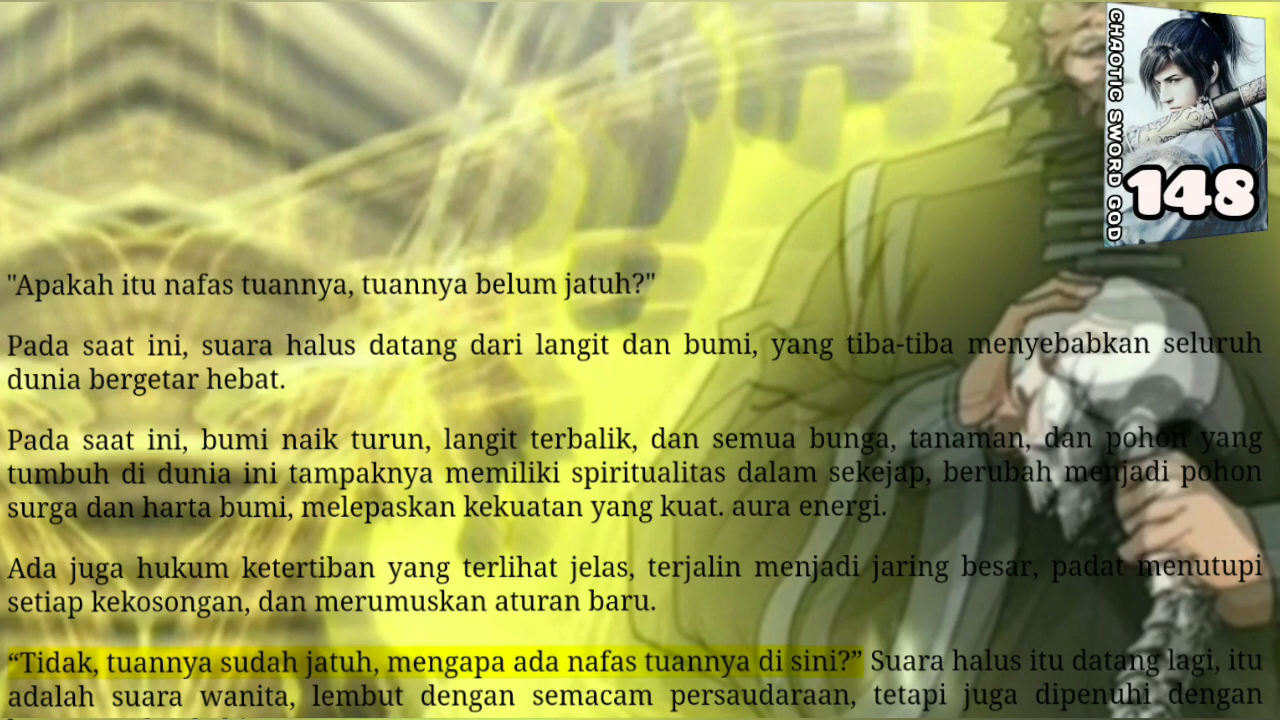 CHAOTIC SWORD GOD
148
"Apakah itu nafas tuannya, tuannya belum jatuh?"
Pada saat ini, suara halus datang dari langit dan bumi, yang tiba-tiba menyebabkan seluruh
dunia bergetar hebat.
Pada saat ini, bumi naik turun, langit terbalik, dan semua bunga, tanaman, dan pohon yang
tumbuh di dunia ini tampaknya memiliki spiritualitas dalam sekejap, berubah menjadi pohon
surga dan harta bumi, melepaskan kekuatan yang kuat. aura energi.
Ada juga hukum ketertiban yang terlihat jelas, terjalin menjadi jaring besar, padat menutupi
setiap kekosongan, dan merumuskan aturan baru.
“Tidak, tuannya sudah jatuh, mengapa ada nafas tuannya di sini?” Suara halus itu datang lagi, itu
adalah suara wanita, lembut dengan semacam persaudaraan, tetapi juga dipenuhi dengan